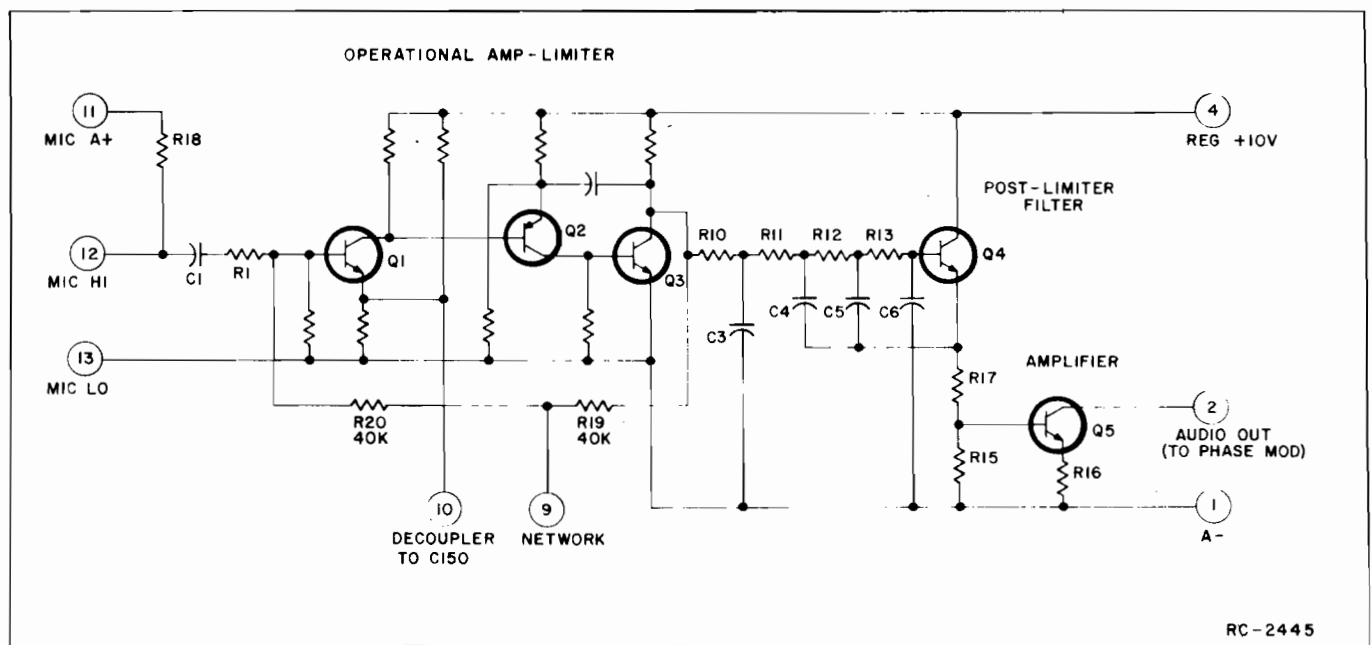 OPERATIONAL AMP-LIMITER
11
MIC A+
R18
4
REG +10V
POST-LIMITER
FILTER
12
MIC HI
C1
R1
Q1
Q2
Q3
R10
R11
R12
R13
Q4
C3
C4
C5
C6
13
MIC LO
R20
40K
R19
40K
R17
AMPLIFIER
Q5
2
AUDIO OUT
(TO PHASE MOD)
R15
R16
10
DECOUPLER
TO C150
9
NETWORK
1
A-
RC-2445